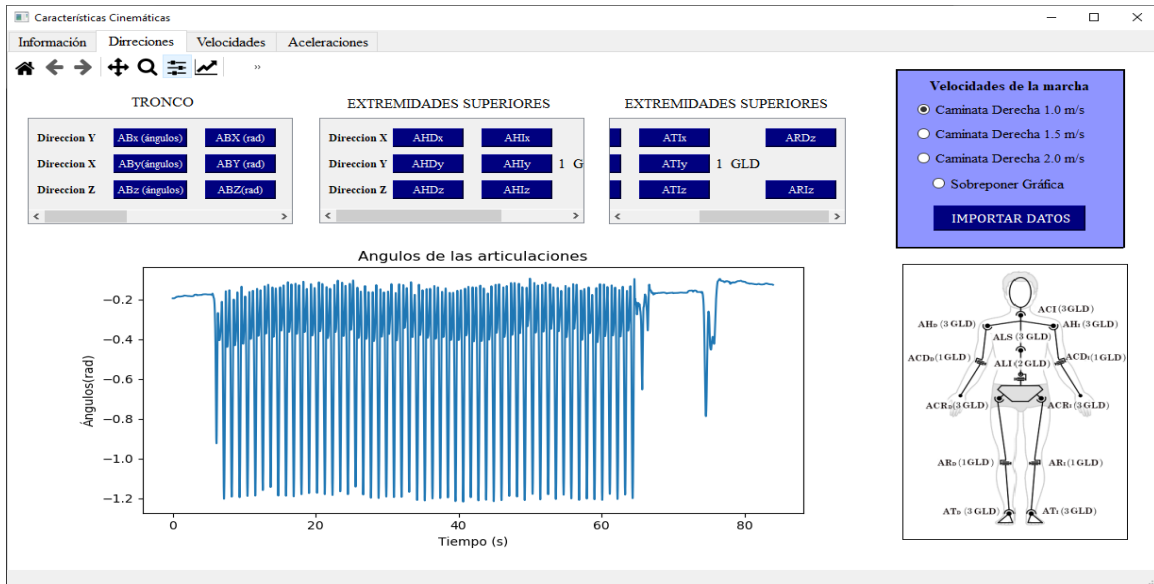 Características Cinemáticas
Información Dirreciones Velocidades Aceleraciones
»
TRONCO
Direccion Y ABx (ángulos) ABX (rad)
Direccion X ABy(ángulos) ABY (rad)
Direccion Z ABz (ángulos) ABZ(rad)
EXTREMIDADES SUPERIORES
Direccion X AHDx AHIx
Direccion Y AHDy AHIy 1 G
Direccion Z AHDz AHIz
EXTREMIDADES SUPERIORES
ATIx ARDz
ATIy 1 GLD
ATIz ARIz
Velocidades de la marcha
Caminata Derecha 1.0 m/s
Caminata Derecha 1.5 m/s
Caminata Derecha 2.0 m/s
Sobreponer Gráfica
IMPORTAR DATOS
Angulos de las articulaciones
Ángulos(rad)
−0.2
−0.4
−0.6
−0.8
−1.0
−1.2
0 20 40 60 80
Tiempo (s)
ACI (3GLD)
AHD (3 GLD) AHI (3 GLD)
ALS (3 GLD)
ACDD (1GLD) ALI (2 GLD) ACDI (1GLD)
ACRD (3 GLD) ACRI (3 GLD)
ARD (1GLD) ARI (1GLD)
ATD (3 GLD) ATI (3 GLD)